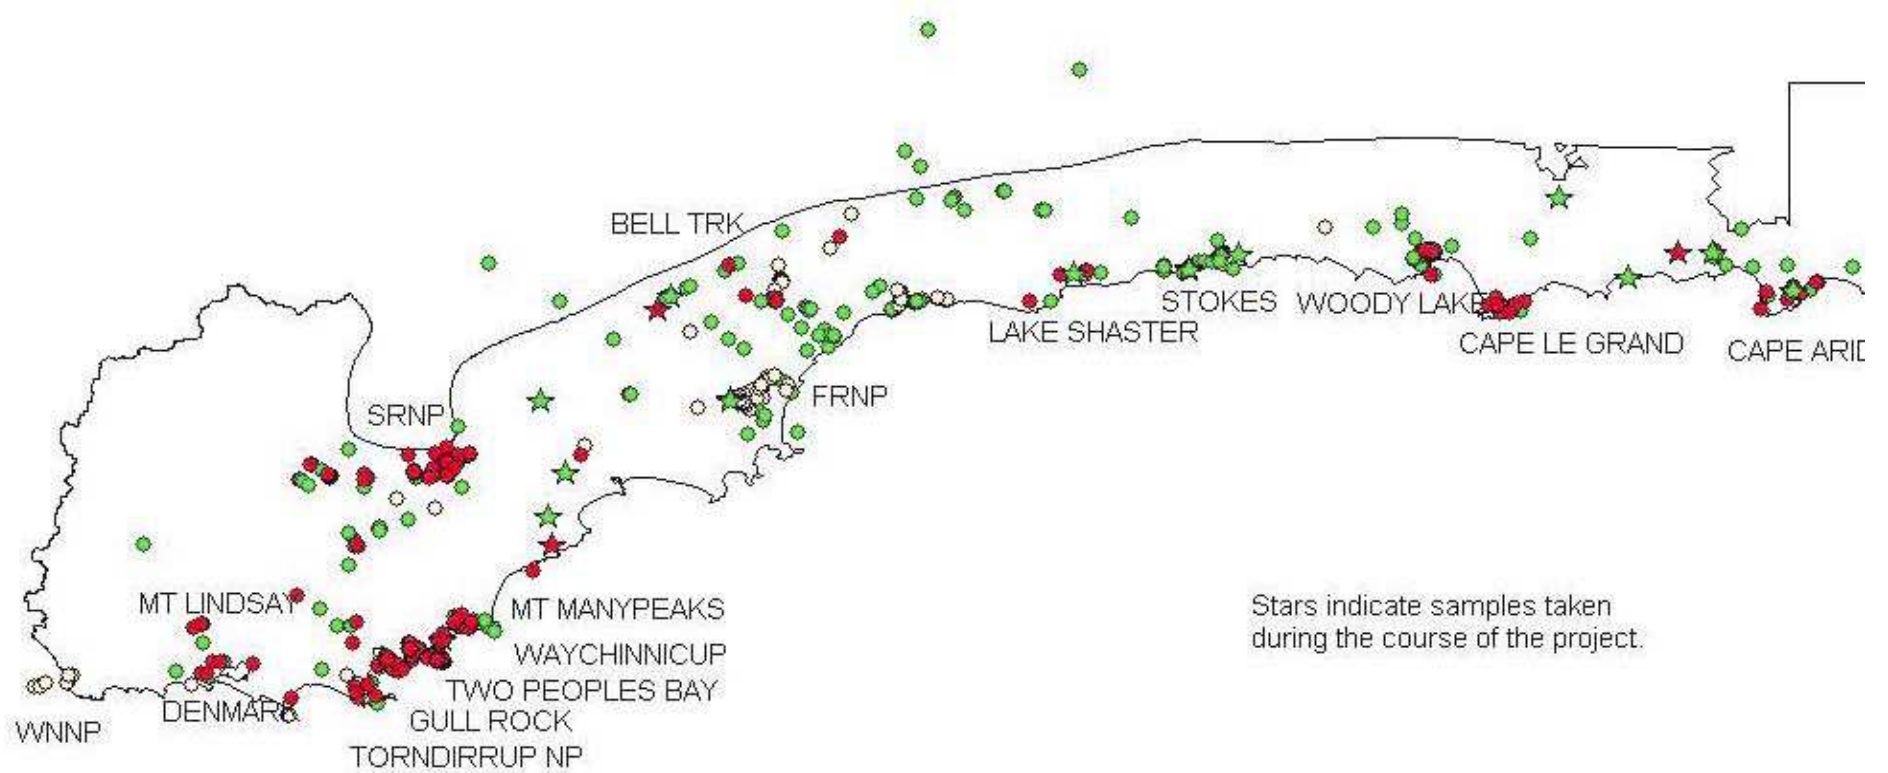 BELL TRK
STOKES
WOODY LAKE
LAKE SHASTER
CAPE LE GRAND
CAPE ARID
FRNP
SRNP
MT LINDSAY
MT MANYPEAKS
Stars indicate samples taken
during the course of the project.
WAYCHINNICUP
TWO PEOPLES BAY
DENMARK
GULL ROCK
WNNP
TORNDIRRUP NP